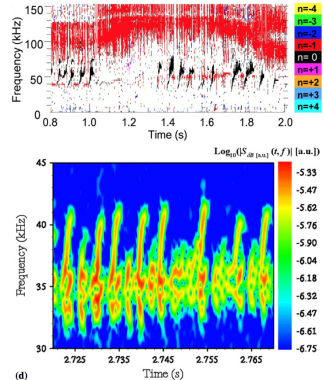 150
100
50
0
Frequency (kHz)
0.8 1.0 1.2 1.4 1.6 1.8 2.0
Time (s)
n=-4
n=-3
n=-2
n=-1
n= 0
n=+1
n=+2
n=+3
n=+4
Log10(|SδB [a.u.] (t,f)| [a.u.]
45
40
35
30
Frequency (kHz)
2.725 2.735 2.745 2.755 2.765
Time (s)
-5.33
-5.48
-5.62
-5.76
-5.90
-6.04
-6.18
-6.32
-6.47
-6.61
-6.75
(d)